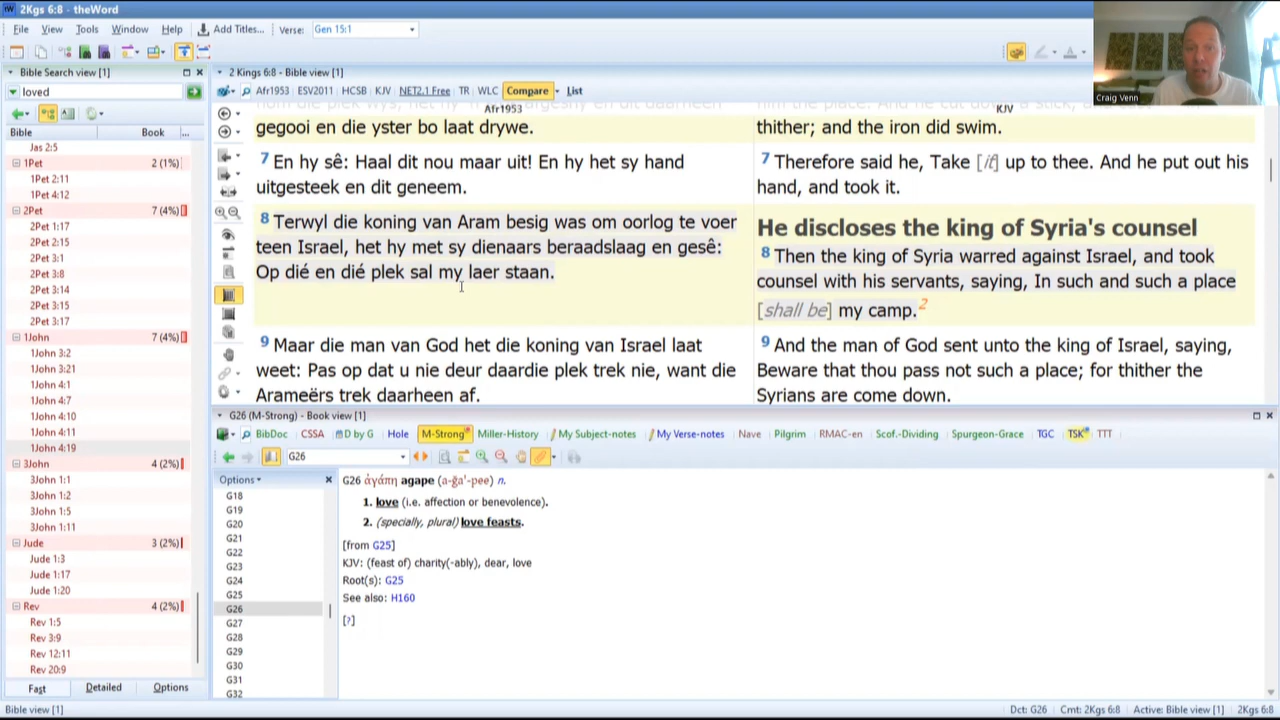 2Kgs 6:8 - theWord
File View Tools Window Help Add Titles... Verse: Gen 15:1
Craig Venn
Bible Search view [1]
loved
Bible Book ...
Jas 2:5
1Pet 2 (1%)
1Pet 2:11
1Pet 4:12
2Pet 7 (4%)
2Pet 1:17
2Pet 2:15
2Pet 3:1
2Pet 3:8
2Pet 3:14
2Pet 3:15
2Pet 3:17
1John 7 (4%)
1John 3:2
1John 3:21
1John 4:1
1John 4:7
1John 4:10
1John 4:11
1John 4:19
3John 4 (2%)
3John 1:1
3John 1:2
3John 1:5
3John 1:11
Jude 3 (2%)
Jude 1:3
Jude 1:17
Jude 1:20
Rev 4 (2%)
Rev 1:5
Rev 3:9
Rev 12:11
Rev 20:9
Fast Detailed Options
2 Kings 6:8 - Bible view [1]
Afr1953 ESV2011 HCSB KJV NET2.1 Free TR WLC Compare List
Afr1953
gegooi en die yster bo laat drywe.
7 En hy sê: Haal dit nou maar uit! En hy het sy hand
uitgesteek en dit geneem.
8 Terwyl die koning van Aram besig was om oorlog te voer
teen Israel, het hy met sy dienaars beraadslaag en gesê:
Op dié en dié plek sal my laer staan.
9 Maar die man van God het die koning van Israel laat
weet: Pas op dat u nie deur daardie plek trek nie, want die
Arameërs trek daarheen af.
KJV
him the place. And he cut down a stick, and cast it in
thither; and the iron did swim.
7 Therefore said he, Take [it] up to thee. And he put out his
hand, and took it.
He discloses the king of Syria's counsel
8 Then the king of Syria warred against Israel, and took
counsel with his servants, saying, In such and such a place
[shall be] my camp.2
9 And the man of God sent unto the king of Israel, saying,
Beware that thou pass not such a place; for thither the
Syrians are come down.
G26 (M-Strong) - Book view [1]
BibDoc CSSA D by G Hole M-Strong Miller-History My Subject-notes My Verse-notes Nave Pilgrim RMAC-en Scof.-Dividing Spurgeon-Grace TGC TSK TTT
G26
Options
G18
G19
G20
G21
G22
G23
G24
G25
G26
G27
G28
G29
G30
G31
G32
G26 ἀγάπη agape (a-ğa'-pee) n.
1. love (i.e. affection or benevolence).
2. (specially, plural) love feasts.
[from G25]
KJV: (feast of) charity(-ably), dear, love
Root(s): G25
See also: H160
[?]
Bible view [1] Dct: G26 Cmt: 2Kgs 6:8 Active: Bible view [1] 2Kgs 6:8